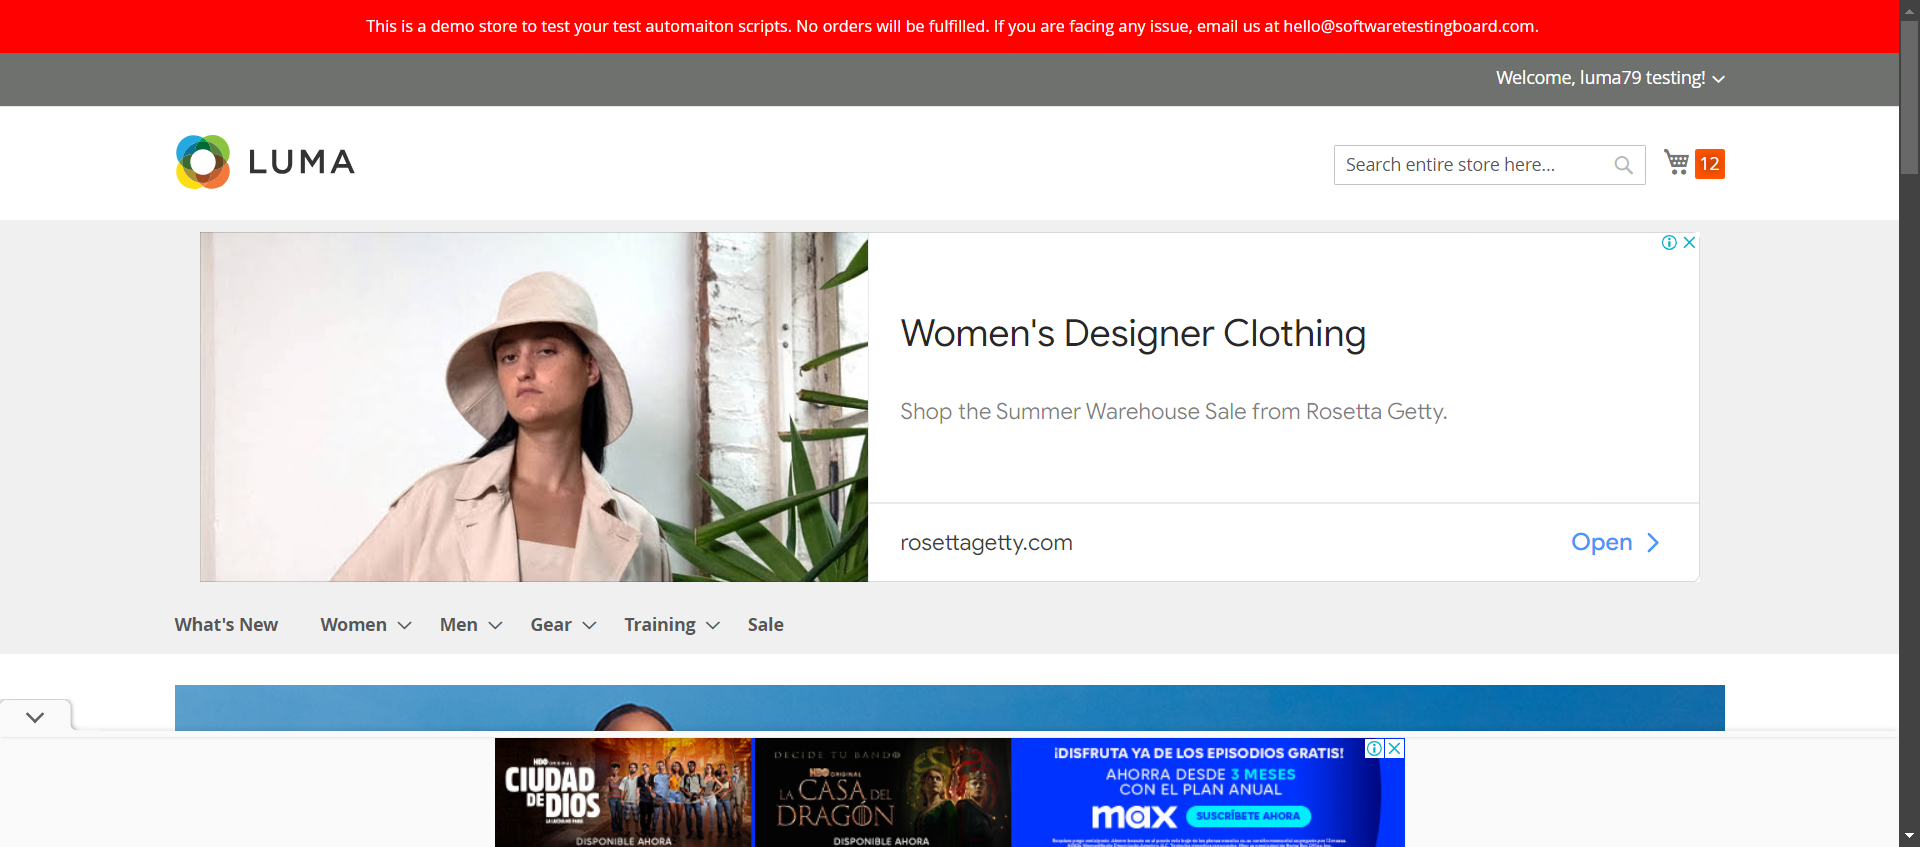 This is a demo store to test your test automaiton scripts. No orders will be fulfilled. If you are facing any issue, email us at hello@softwaretestingboard.com.
Welcome, luma79 testing!
LUMA
Search entire store here...
12
Women's Designer Clothing
Shop the Summer Warehouse Sale from Rosetta Getty.
rosettagetty.com
Open
What's New
Women
Men
Gear
Training
Sale
HBO ORIGINAL
CIUDAD
DE DIOS
LA LUCHA NO PARA
DISPONIBLE AHORA
DECIDE TU BANDO
HBO ORIGINAL
LA CASA DEL
DRAGÓN
DISPONIBLE AHORA
¡DISFRUTA YA DE LOS EPISODIOS GRATIS!
AHORRA DESDE 3 MESES
CON EL PLAN ANUAL
max
SUSCRÍBETE AHORA